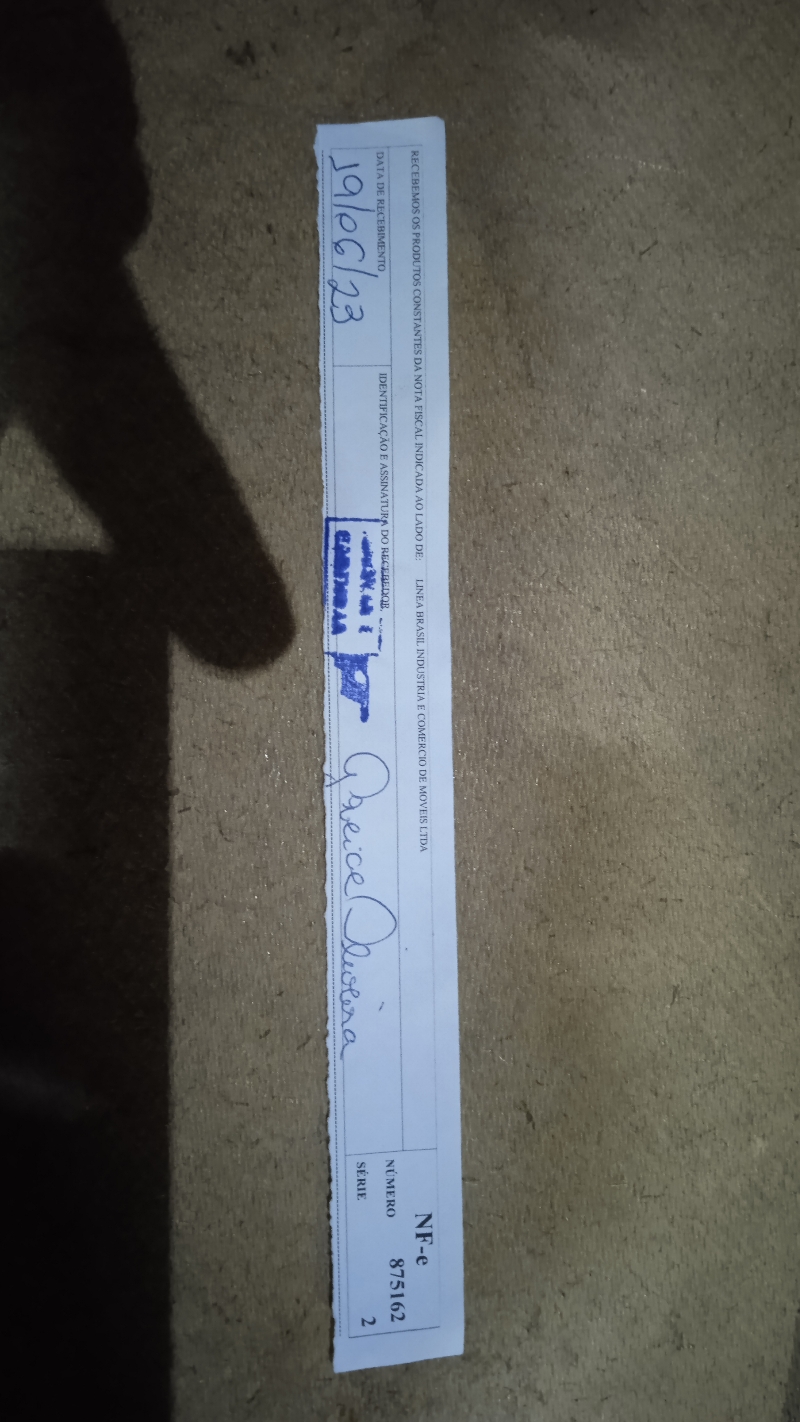 RECEBEMOS OS PRODUTOS CONSTANTES DA NOTA FISCAL INDICADA AO LADO DE: LINEA BRASIL INDUSTRIA E COMERCIO DE MOVEIS LTDA
DATA DE RECEBIMENTO
19/06/23
IDENTIFICAÇÃO E ASSINATURA DO RECEBEDOR
Gleice Oliveira
NF-e
NÚMERO 875162
SÉRIE 2